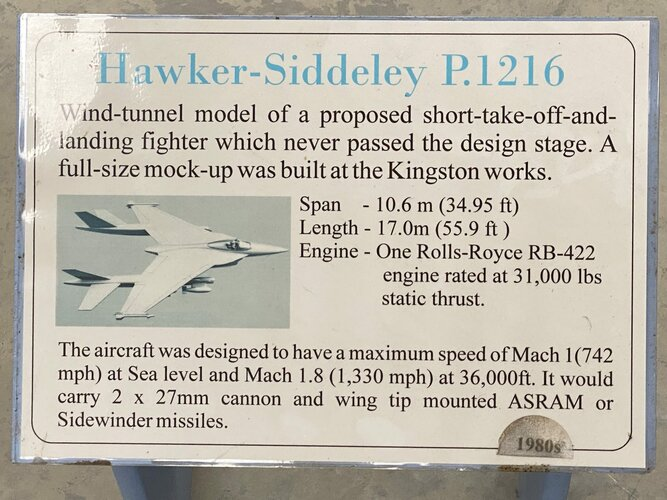 Hawker-Siddeley P.1216
Wind-tunnel model of a proposed short-take-off-and-
landing fighter which never passed the design stage. A
full-size mock-up was built at the Kingston works.
Span - 10.6 m (34.95 ft)
Length - 17.0m (55.9 ft )
Engine - One Rolls-Royce RB-422
engine rated at 31,000 lbs
static thrust.
The aircraft was designed to have a maximum speed of Mach 1(742
mph) at Sea level and Mach 1.8 (1,330 mph) at 36,000ft. It would
carry 2 x 27mm cannon and wing tip mounted ASRAM or
Sidewinder missiles.
1980s